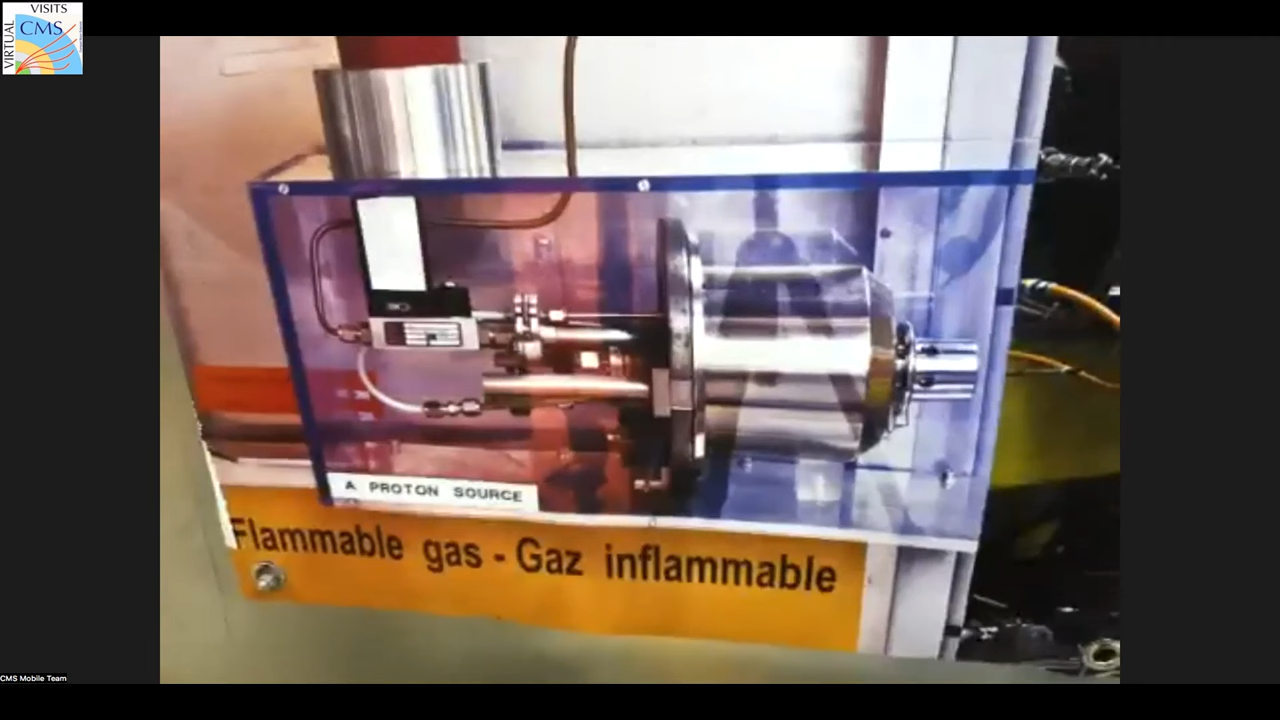 VISITS
CMS
VIRTUAL
A PROTON SOURCE
Flammable gas - Gaz inflammable
CMS Mobile Team